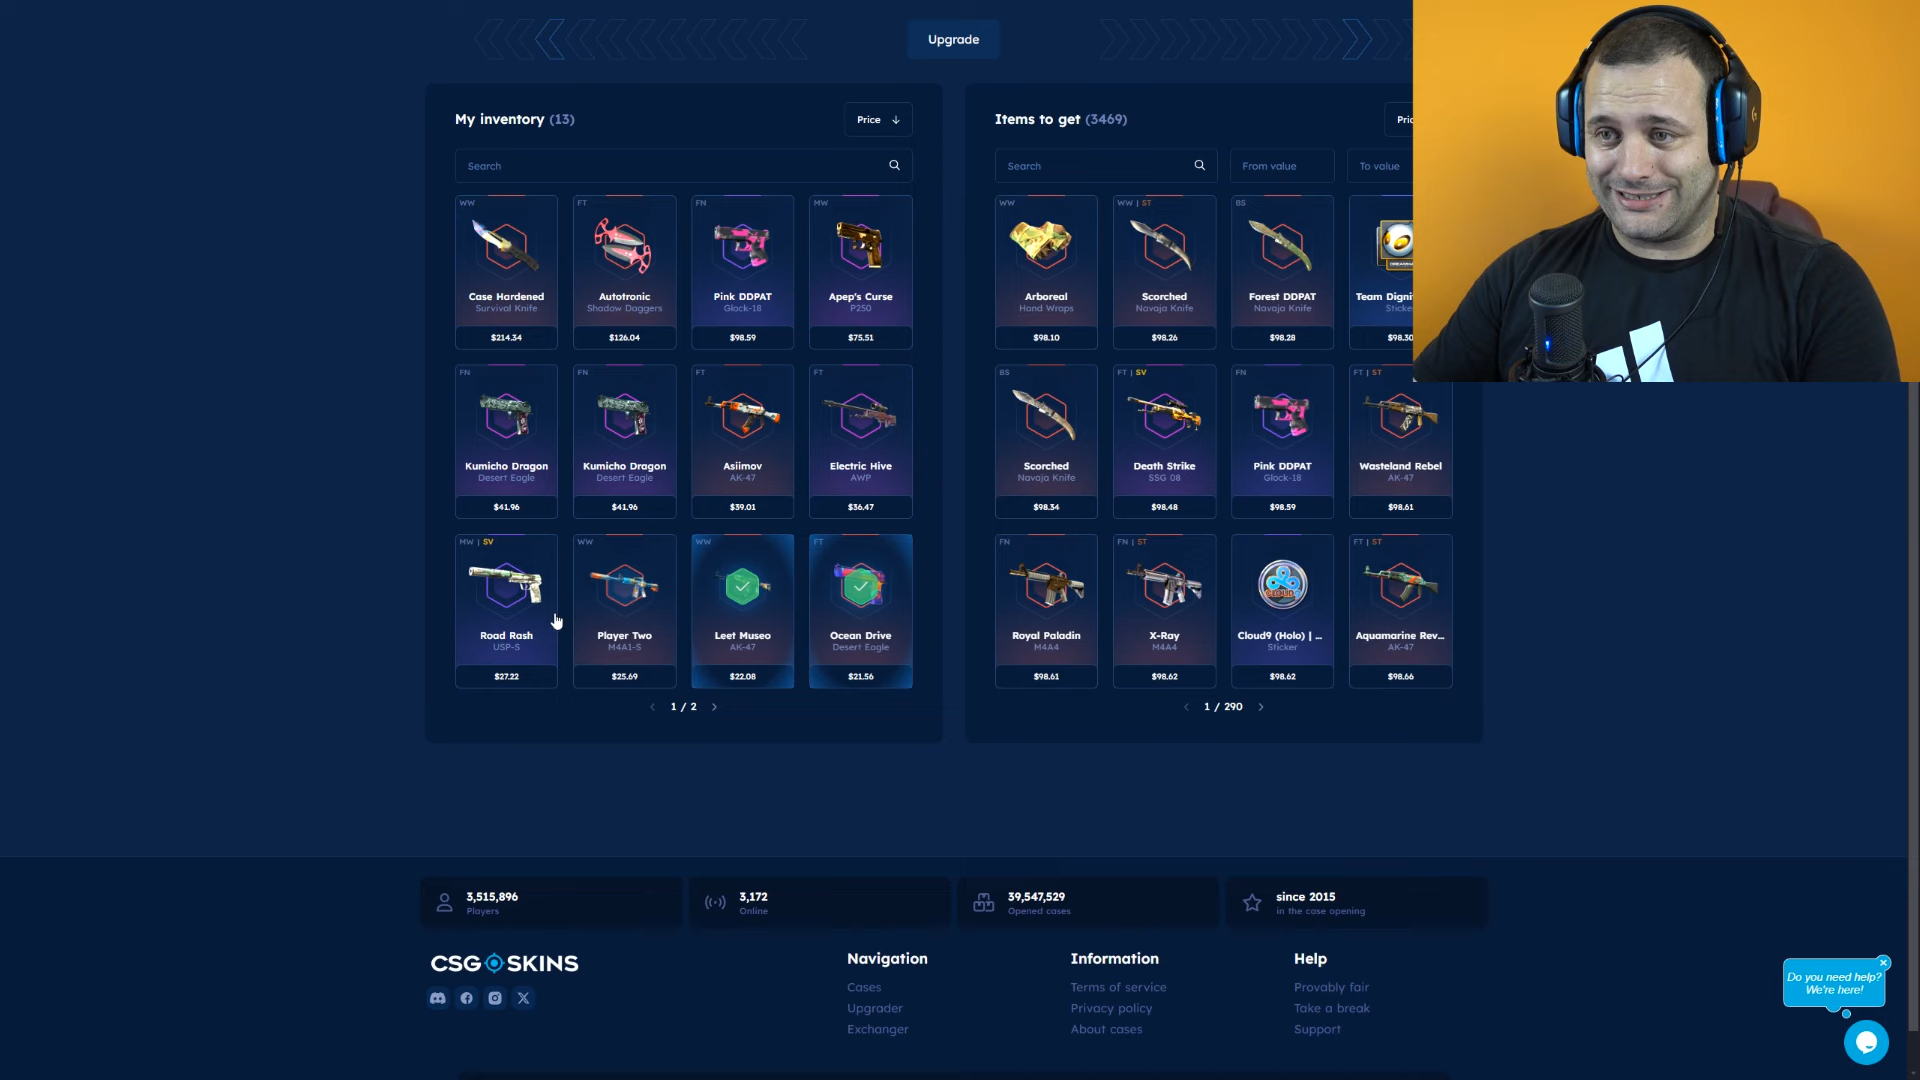 Upgrade
My inventory (13)
Price
Search
WW
Case Hardened
Survival Knife
$214.34
FT
Autotronic
Shadow Daggers
$126.04
FN
Pink DDPAT
Glock-18
$98.59
MW
Apep's Curse
P250
$75.51
FN
Kumicho Dragon
Desert Eagle
$41.96
FN
Kumicho Dragon
Desert Eagle
$41.96
FT
Asiimov
AK-47
$39.01
FT
Electric Hive
AWP
$36.47
MW | SV
Road Rash
USP-S
$27.22
WW
Player Two
M4A1-S
$25.69
WW
Leet Museo
AK-47
$22.08
FT
Ocean Drive
Desert Eagle
$21.56
1 / 2
Items to get (3469)
Pric
Search
From value
To value
WW
Arboreal
Hand Wraps
$98.10
WW | ST
Scorched
Navaja Knife
$98.26
BS
Forest DDPAT
Navaja Knife
$98.28
Team Digni
Sticke
$98.30
BS
Scorched
Navaja Knife
$98.34
FT | SV
Death Strike
SSG 08
$98.48
FN
Pink DDPAT
Glock-18
$98.59
FT | ST
Wasteland Rebel
AK-47
$98.61
FN
Royal Paladin
M4A4
$98.61
FN | ST
X-Ray
M4A4
$98.62
Cloud9 (Holo) | ...
Sticker
$98.62
FT | ST
Aquamarine Rev...
AK-47
$98.66
1 / 290
3,515,896
Players
3,172
Online
39,547,529
Opened cases
since 2015
in the case opening
CSGOSKINS
Navigation
Cases
Upgrader
Exchanger
Information
Terms of service
Privacy policy
About cases
Help
Provably fair
Take a break
Support
Do you need help?
We're here!